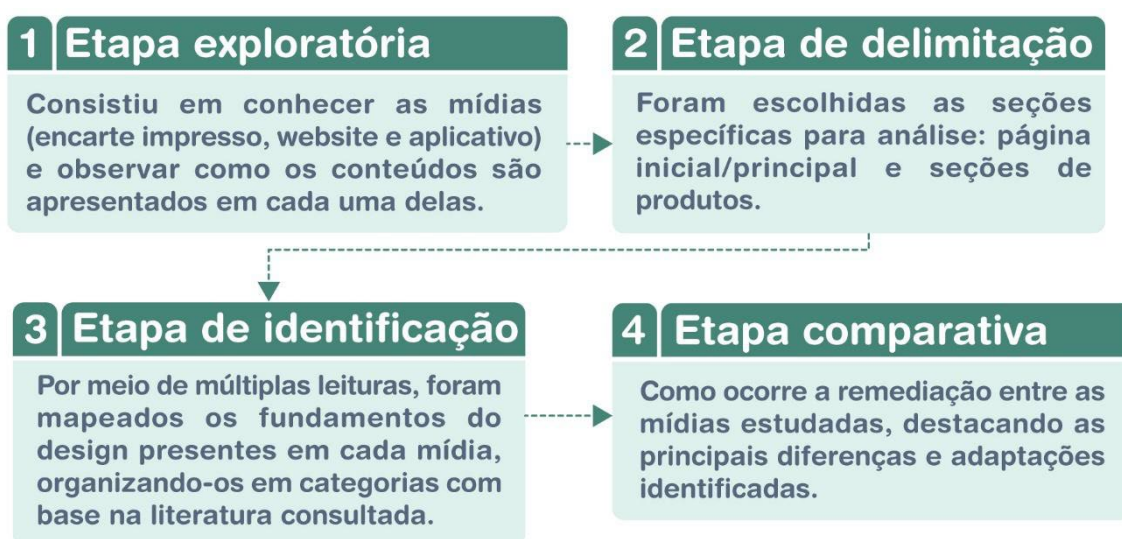 1 Etapa exploratória
Consistiu em conhecer as mídias
(encarte impresso, website e aplicativo)
e observar como os conteúdos são
apresentados em cada uma delas.
2 Etapa de delimitação
Foram escolhidas as seções
específicas para análise: página
inicial/principal e seções de
produtos.
3 Etapa de identificação
Por meio de múltiplas leituras, foram
mapeados os fundamentos do
design presentes em cada mídia,
organizando-os em categorias com
base na literatura consultada.
4 Etapa comparativa
Como ocorre a remediação entre as
mídias estudadas, destacando as
principais diferenças e adaptações
identificadas.